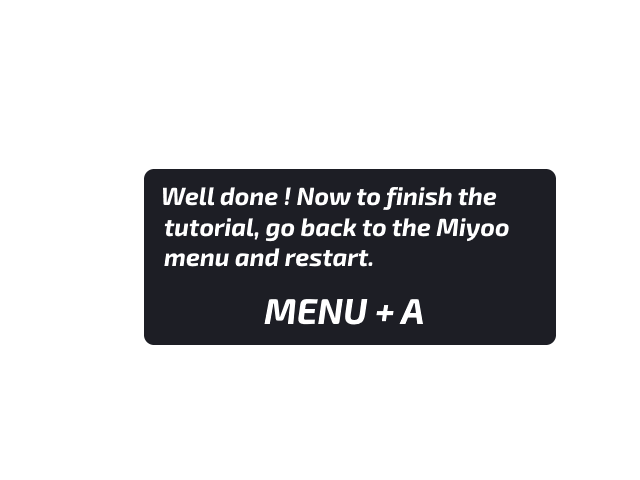 Well done ! Now to finish the
tutorial, go back to the Miyoo
menu and restart.
MENU + A